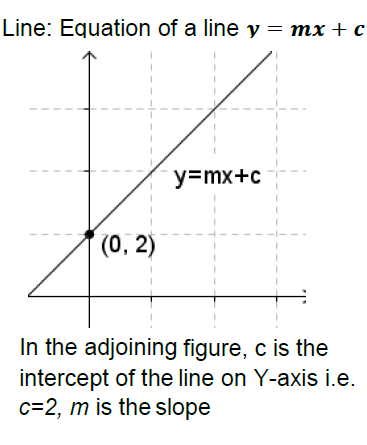 Line: Equation of a line y = mx + c
y=mx+c
(0, 2)
In the adjoining figure, c is the
intercept of the line on Y-axis i.e.
c=2, m is the slope